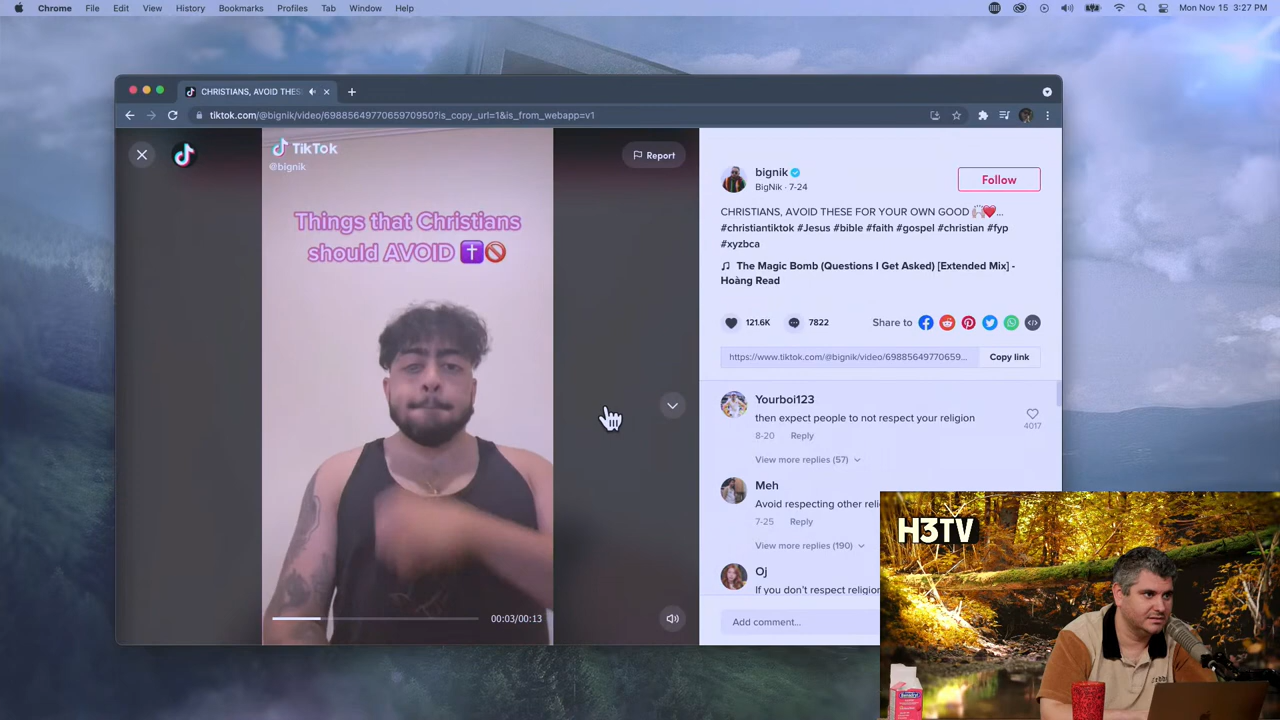 Chrome File Edit View History Bookmarks Profiles Tab Window Help
Mon Nov 15 3:27 PM
CHRISTIANS, AVOID THESE
tiktok.com/@bignik/video/6988564977065970950?is_copy_url=1&is_from_webapp=v1
TikTok
@bignik
Report
Things that Christians
should AVOID ✝️🚫
00:03/00:13
bignik
BigNik · 7-24
Follow
CHRISTIANS, AVOID THESE FOR YOUR OWN GOOD 🙌🏻❤️...
#christiantiktok #Jesus #bible #faith #gospel #christian #fyp
#xyzbca
♫ The Magic Bomb (Questions I Get Asked) [Extended Mix] -
Hoàng Read
121.6K 7822 Share to
https://www.tiktok.com/@bignik/video/69885649770659... Copy link
Yourboi123
then expect people to not respect your religion
4017
8-20 Reply
View more replies (57)
Meh
Avoid respecting other reli
7-25 Reply
View more replies (190)
Oj
If you don't respect religion
Add comment...
H3TV